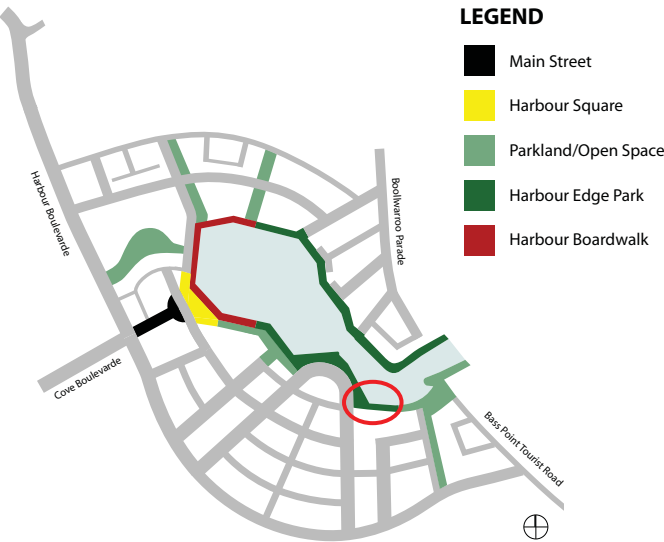 LEGEND
Main Street
Harbour Square
Parkland/Open Space
Harbour Edge Park
Harbour Boardwalk
Harbour Boulevarde
Boollwarroo Parade
Cove Boulevarde
Bass Point Tourist Road